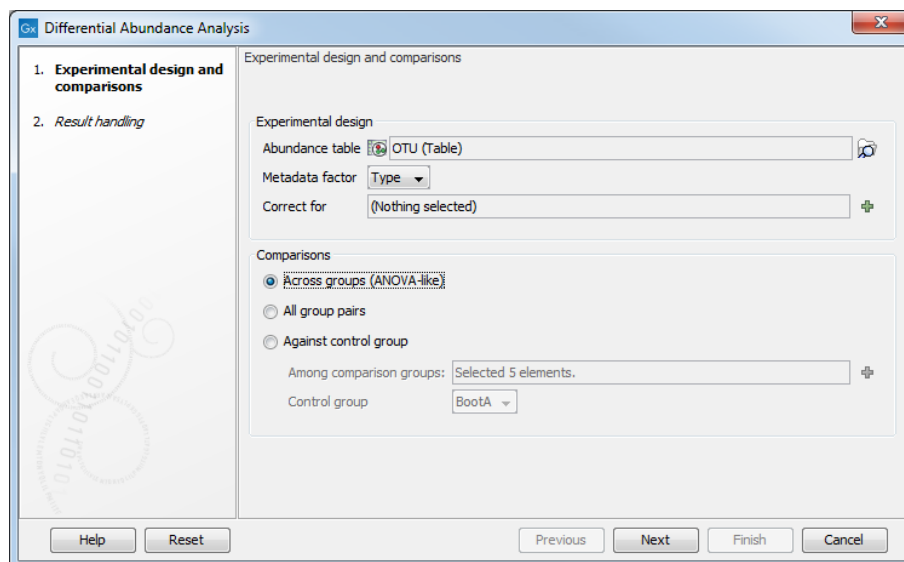 Gx Differential Abundance Analysis
1. Experimental design and
comparisons
2. Result handling
Experimental design and comparisons
Experimental design
Abundance table OTU (Table)
Metadata factor Type
Correct for (Nothing selected)
Comparisons
Across groups (ANOVA-like)
All group pairs
Against control group
Among comparison groups: Selected 5 elements.
Control group BootA
Help Reset Previous Next Finish Cancel